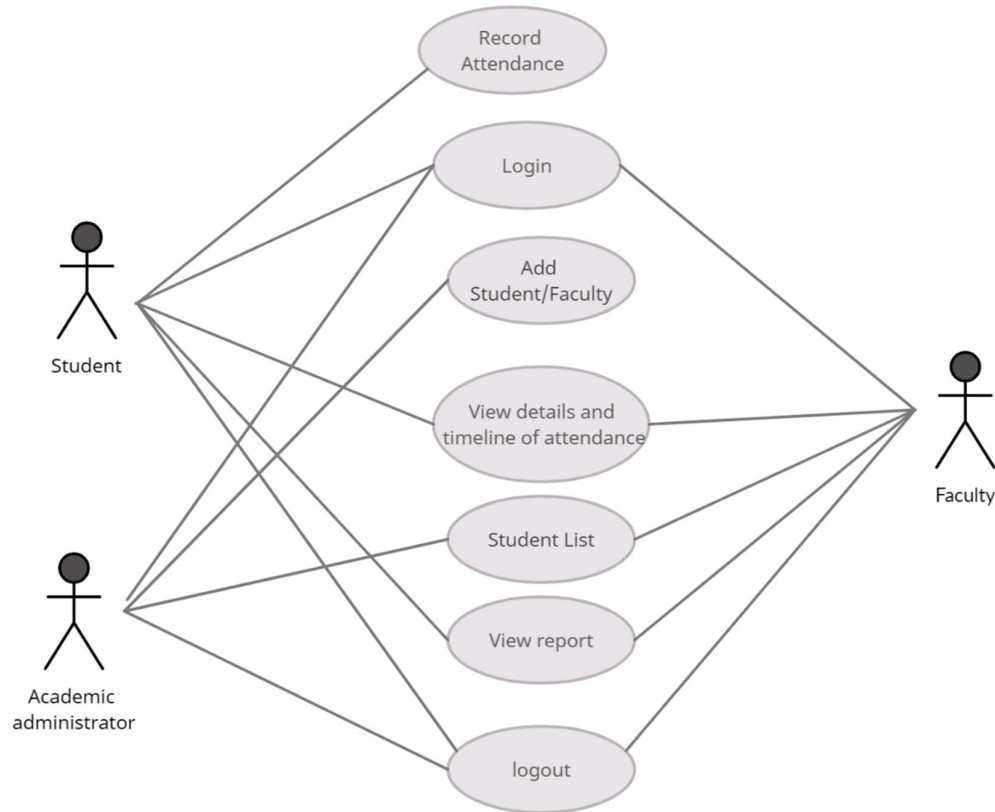 Record
Attendance
Login
Add
Student/Faculty
Student
View details and
timeline of attendance
Faculty
Student List
View report
Academic
administrator
logout